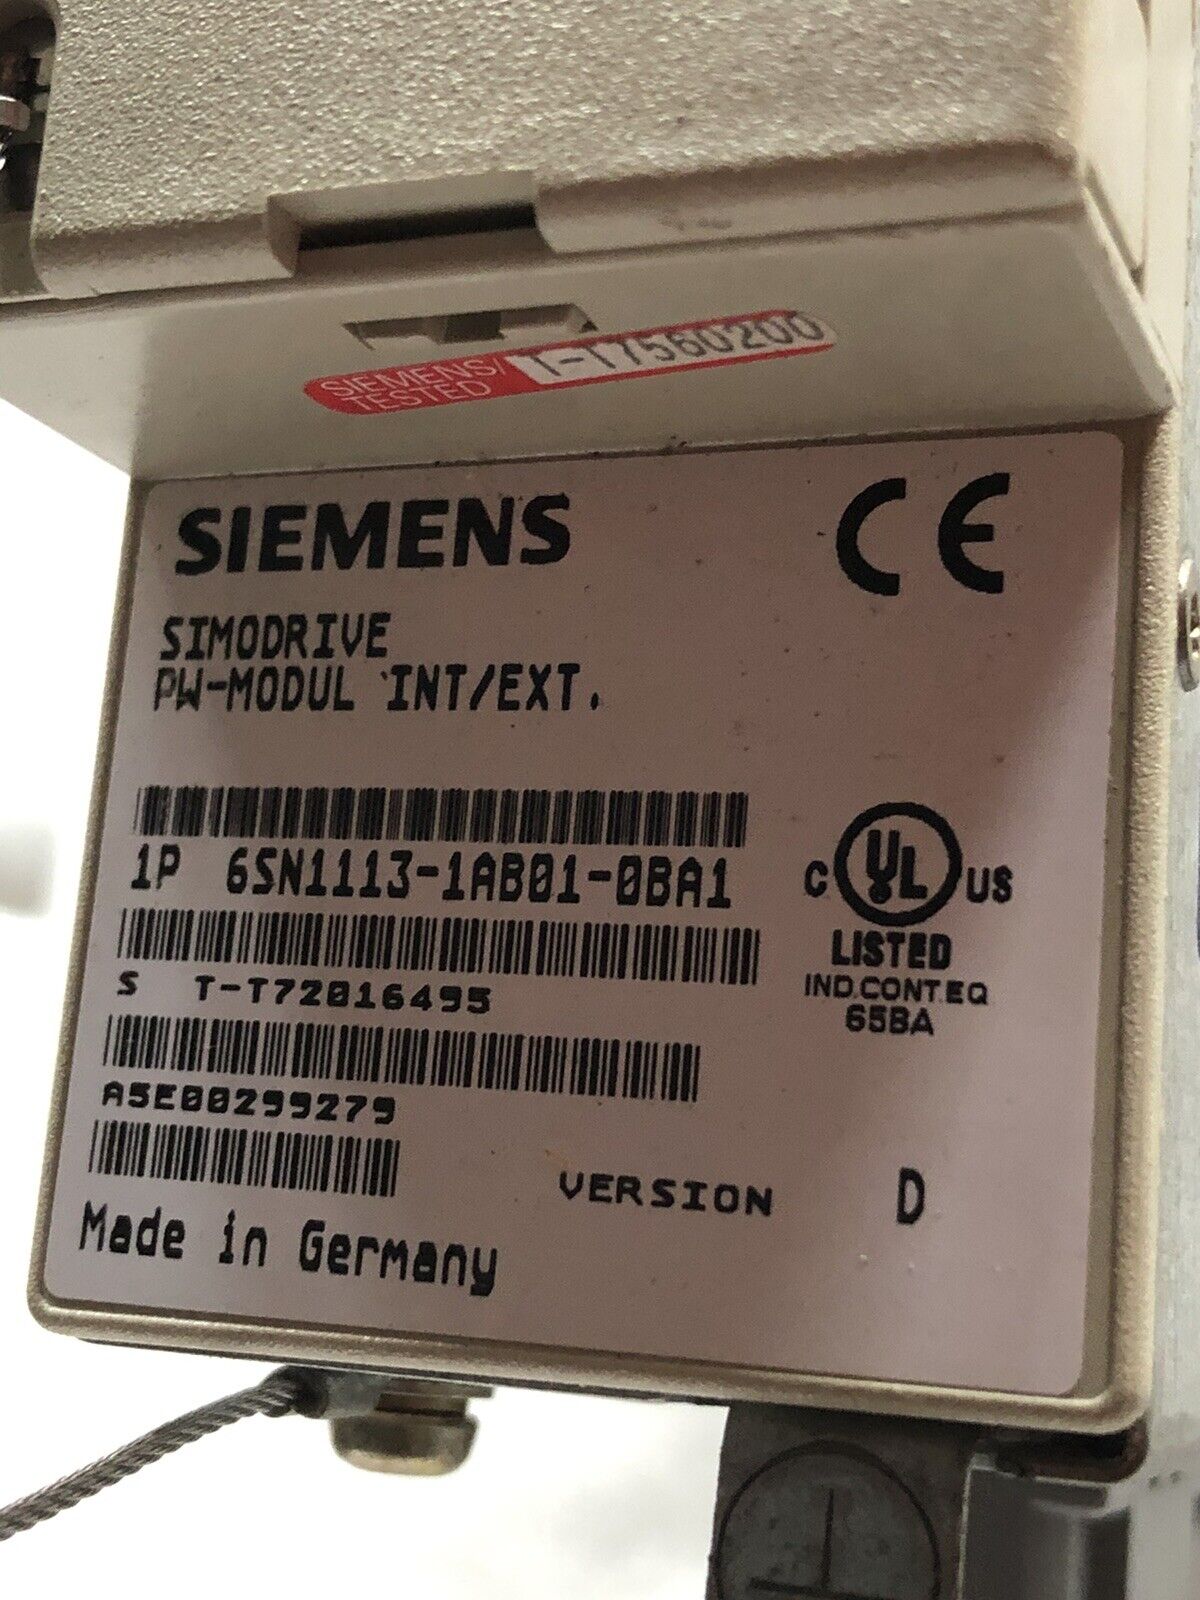 SIEMENS/ T-T7560200
TESTED
SIEMENS CE
SIMODRIVE
PW-MODUL INT/EXT.
1P 6SN1113-1AB01-0BA1
C UL US
LISTED
IND.CONT.EQ
65BA
S T-T72016495
A5E00299279
VERSION D
Made in Germany